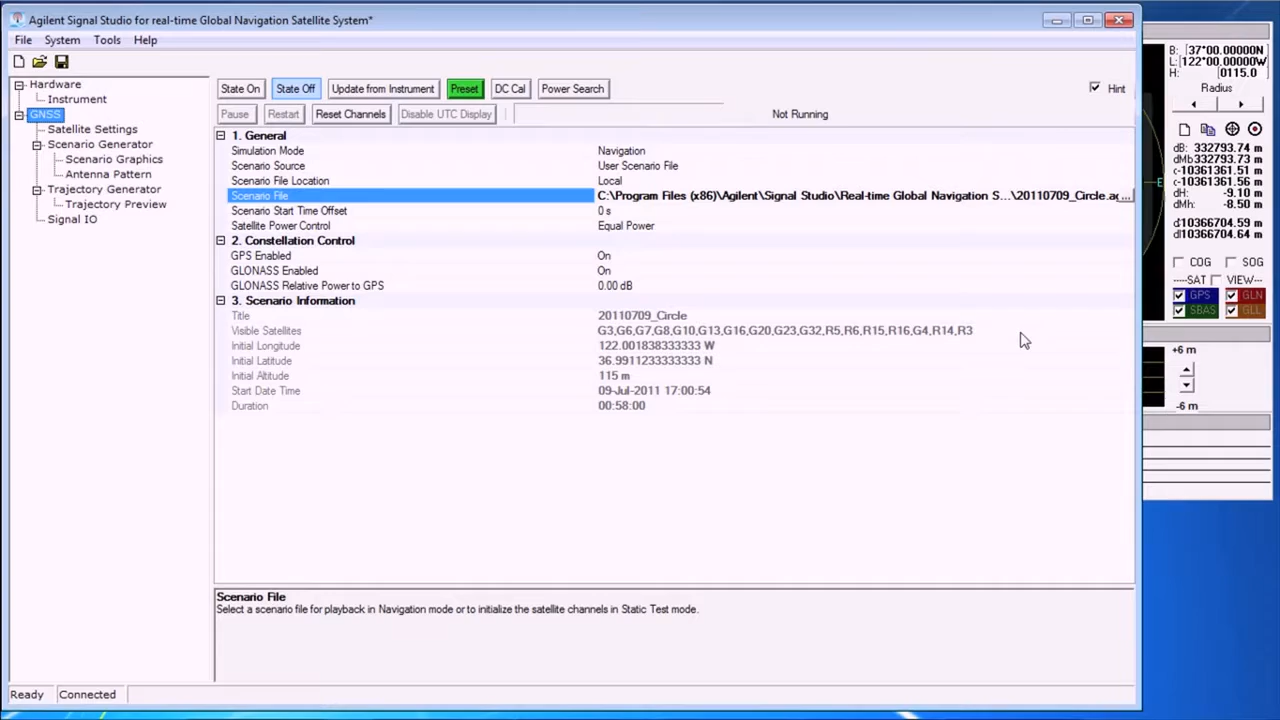 Agilent Signal Studio for real-time Global Navigation Satellite System*
File System Tools Help
Hardware
Instrument
GNSS
Satellite Settings
Scenario Generator
Scenario Graphics
Antenna Pattern
Trajectory Generator
Trajectory Preview
Signal IO
State On State Off Update from Instrument Preset DC Cal Power Search Hint
Pause Restart Reset Channels Disable UTC Display Not Running
1. General
Simulation Mode Navigation
Scenario Source User Scenario File
Scenario File Location Local
Scenario File C:\Program Files (x86)\Agilent\Signal Studio\Real-time Global Navigation S...\20110709_Circle.ag ...
Scenario Start Time Offset 0 s
Satellite Power Control Equal Power
2. Constellation Control
GPS Enabled On
GLONASS Enabled On
GLONASS Relative Power to GPS 0.00 dB
3. Scenario Information
Title 20110709_Circle
Visible Satellites G3,G6,G7,G8,G10,G13,G16,G20,G23,G32,R5,R6,R15,R16,G4,R14,R3
Initial Longitude 122.001838333333 W
Initial Latitude 36.9911233333333 N
Initial Altitude 115 m
Start Date Time 09-Jul-2011 17:00:54
Duration 00:58:00
Scenario File
Select a scenario file for playback in Navigation mode or to initialize the satellite channels in Static Test mode.
Ready Connected
B: 37°00.00000N
L: 122°00.00000W
H: 0115.0
Radius
dB: 332793.74 m
dMb 332793.73 m
-10361361.51 m
-10361361.56 m
dH: -9.10 m
dMh: -8.50 m
10366704.59 m
10366704.64 m
COG SOG
-----SAT VIEW----
GPS GLN
SBAS GLL
+6 m
-6 m